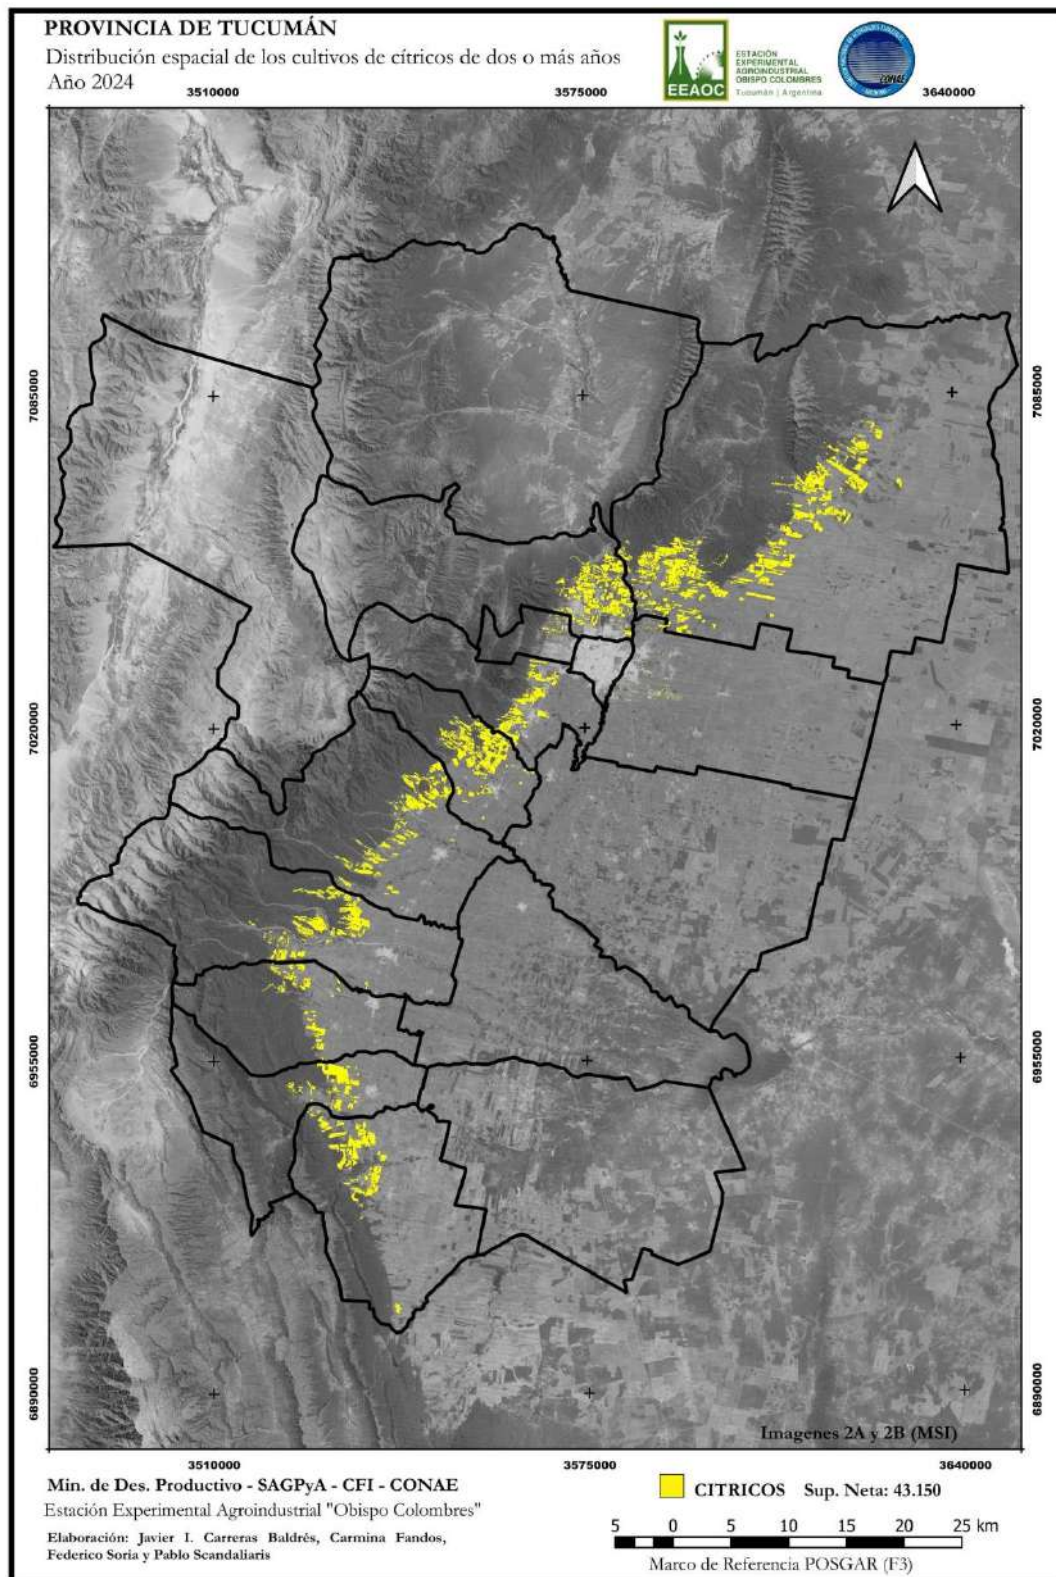 PROVINCIA DE TUCUMÁN
Distribución espacial de los cultivos de cítricos de dos o más años
Año 2024
EEAOC
ESTACIÓN
EXPERIMENTAL
AGROINDUSTRIAL
OBISPO COLOMBRES
Tucumán | Argentina
CONAE
3510000
3575000
3640000
7085000
7085000
7020000
7020000
6955000
6955000
6890000
6890000
Imagenes 2A y 2B (MSI)
3510000
3575000
3640000
Min. de Des. Productivo - SAGPyA - CFI - CONAE
Estación Experimental Agroindustrial "Obispo Colombres"
Elaboración: Javier I. Carreras Baldrés, Carmina Fandos,
Federico Soria y Pablo Scandaliaris
CITRICOS Sup. Neta: 43.150
5 0 5 10 15 20 25 km
Marco de Referencia POSGAR (F3)